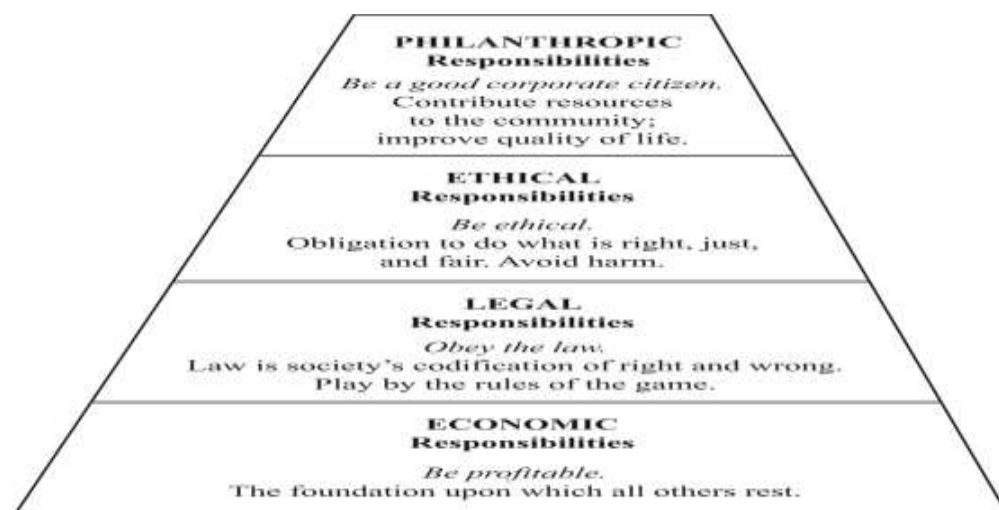 PHILANTHROPIC
Responsibilities
Be a good corporate citizen.
Contribute resources
to the community;
improve quality of life.
ETHICAL
Responsibilities
Be ethical.
Obligation to do what is right, just,
and fair. Avoid harm.
LEGAL
Responsibilities
Obey the law.
Law is society's codification of right and wrong.
Play by the rules of the game.
ECONOMIC
Responsibilities
Be profitable.
The foundation upon which all others rest.